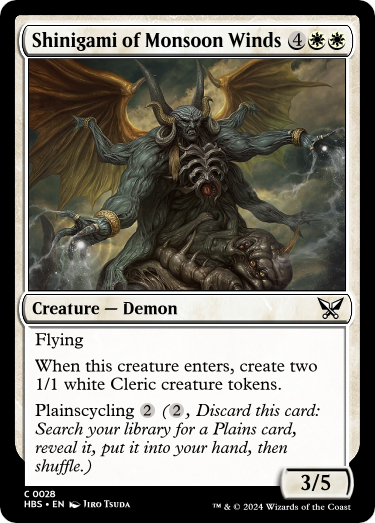 Shinigami of Monsoon Winds 4
Creature — Demon
Flying
When this creature enters, create two
1/1 white Cleric creature tokens.
Plainscycling 2 (2, Discard this card:
Search your library for a Plains card,
reveal it, put it into your hand, then
shuffle.)
3/5
C 0028
HBS • EN Jiro Tsuda
™ & © 2024 Wizards of the Coast